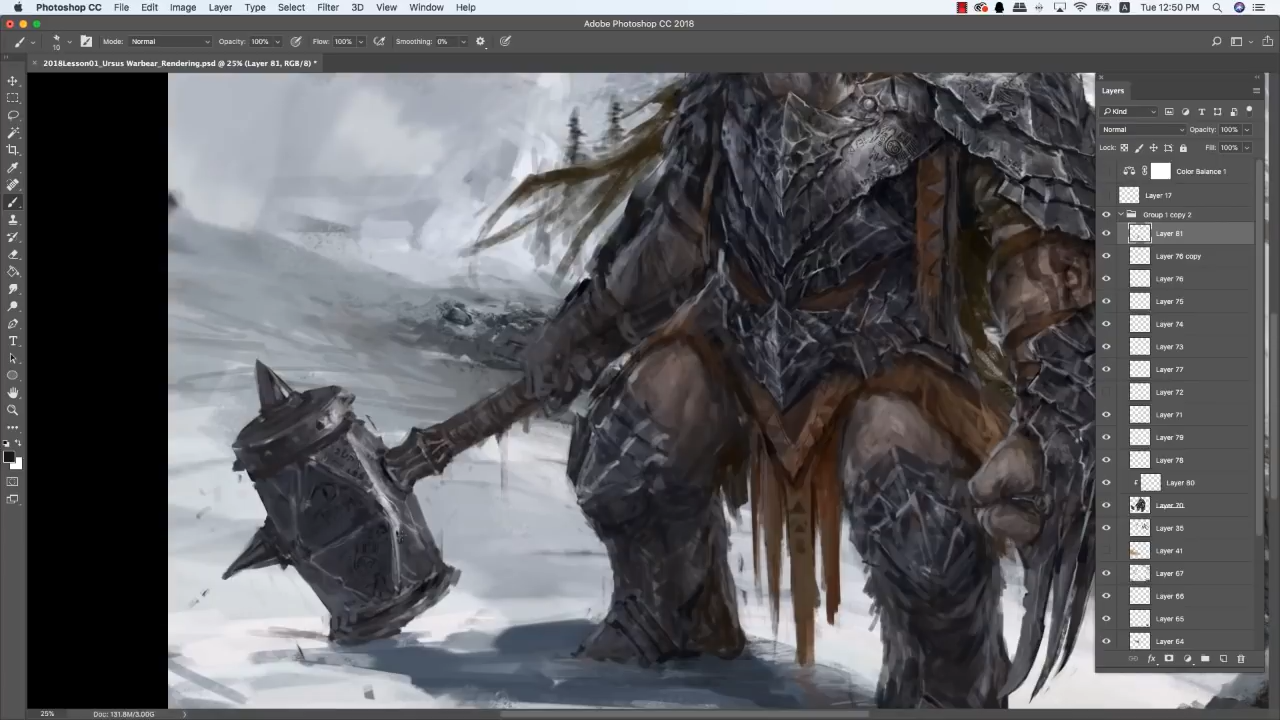 Photoshop CC File Edit Image Layer Type Select Filter 3D View Window Help Tue 12:50 PM
Adobe Photoshop CC 2018
10 Mode: Normal Opacity: 100% Flow: 100% Smoothing: 0%
× 2018Lesson01_Ursus Warbear_Rendering.psd @ 25% (Layer 81, RGB/8) *
Layers
Kind
Normal Opacity: 100%
Lock: Fill: 100%
Color Balance 1
Layer 17
Group 1 copy 2
Layer 81
Layer 76 copy
Layer 76
Layer 75
Layer 74
Layer 73
Layer 77
Layer 72
Layer 71
Layer 79
Layer 78
Layer 80
Layer 70
Layer 35
Layer 41
Layer 67
Layer 66
Layer 65
Layer 64
fx
25% Doc: 131.8M/3.00G